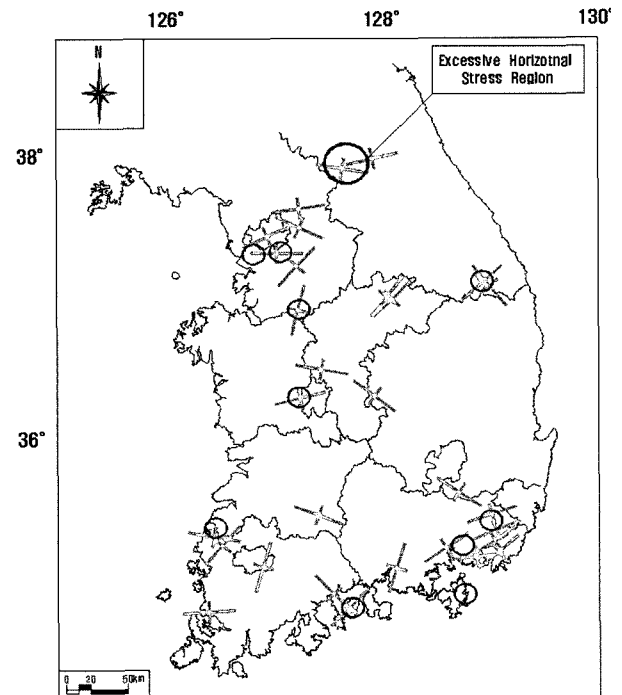 126° 128° 130°
N
Excessive Horizotnal
Stress Region
38°
36°
0 20 50km